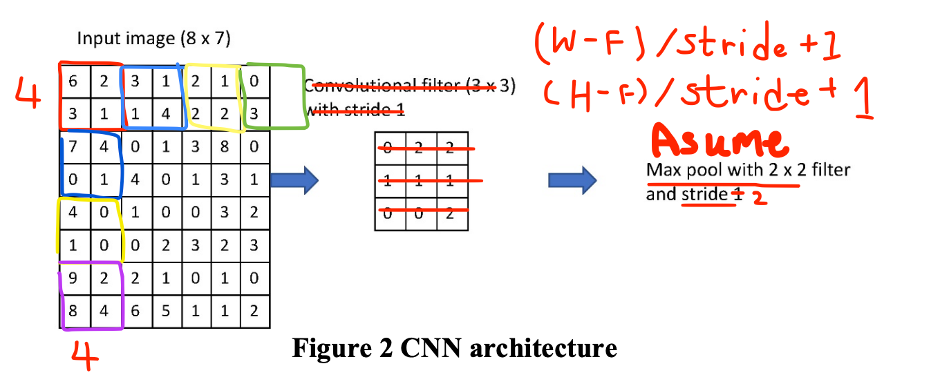 (W-F)/stride +1
Input image (8 x 7)
(H-F)/stride + 1
4
6 2 3 1 2 1 0
Convolutional filter (3 x 3)
3 1 1 4 2 2 3
with stride 1
Asume
7 4 0 1 3 8 0
0 2 2
Max pool with 2 x 2 filter
0 1 4 0 1 3 1
1 1 1
and stride 1 2
4 0 1 0 0 3 2
0 0 2
1 0 0 2 3 2 3
9 2 2 1 0 1 0
8 4 6 5 1 1 2
4
Figure 2 CNN architecture